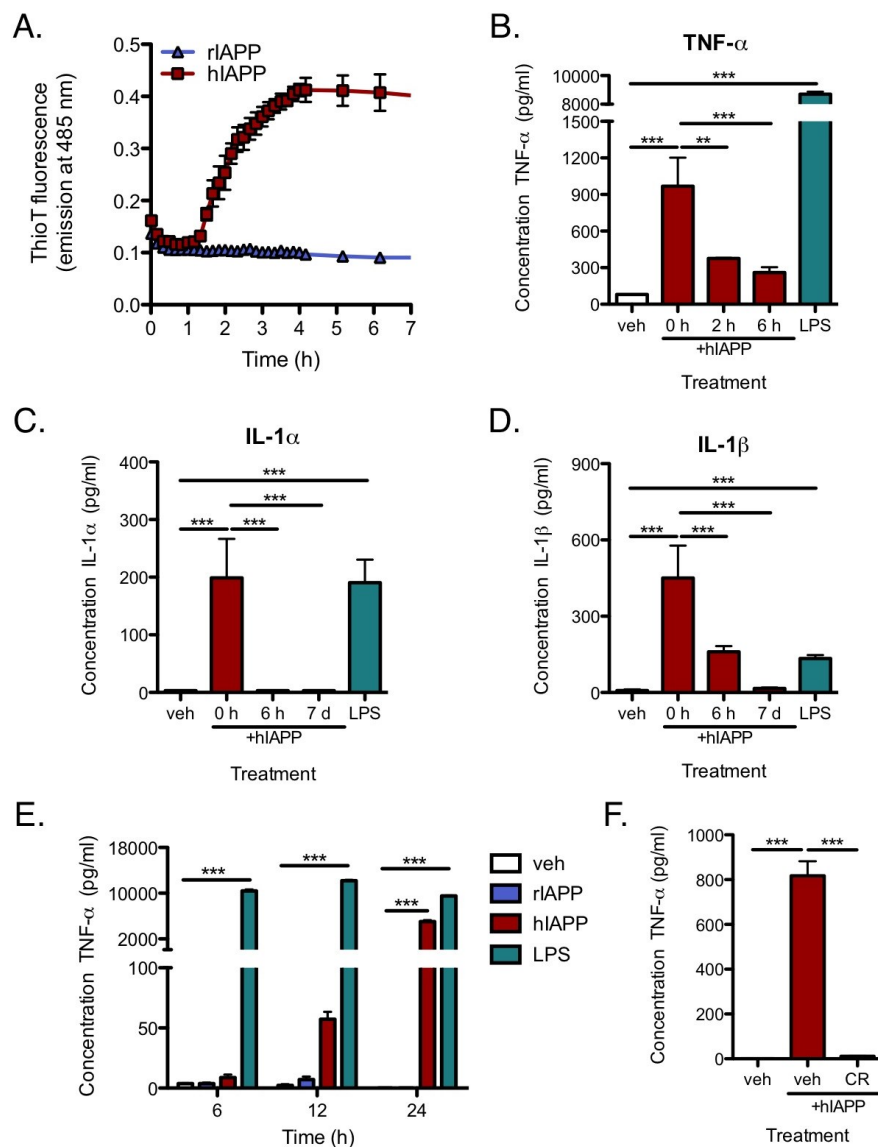 A.
rIAPP
hIAPP
ThioT fluorescence
(emission at 485 nm)
0.5
0.4
0.3
0.2
0.1
0.0
0 1 2 3 4 5 6 7
Time (h)
B.
TNF-α
Concentration TNF-α (pg/ml)
10000
8000
1500
1200
900
600
300
0
***
***
*** **
veh 0 h 2 h 6 h LPS
+hIAPP
Treatment
C.
IL-1α
Concentration IL-1α (pg/ml)
400
300
200
100
0
***
***
*** ***
veh 0 h 6 h 7 d LPS
+hIAPP
Treatment
D.
IL-1β
Concentration IL-1β (pg/ml)
900
600
300
0
***
***
*** ***
veh 0 h 6 h 7 d LPS
+hIAPP
Treatment
E.
Concentration TNF-α (pg/ml)
18000
10000
2000
100
50
0
*** *** ***
***
6 12 24
Time (h)
veh
rIAPP
hIAPP
LPS
F.
Concentration TNF-α (pg/ml)
1000
800
600
400
200
0
*** ***
veh veh CR
+hIAPP
Treatment